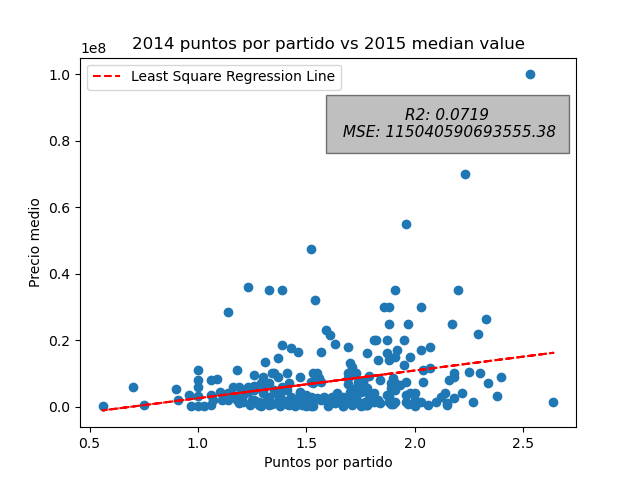 2014 puntos por partido vs 2015 median value
1e8
Least Square Regression Line
R2: 0.0719
MSE: 115040590693555.38
1.0
0.8
0.6
0.4
0.2
0.0
Precio medio
0.5 1.0 1.5 2.0 2.5
Puntos por partido